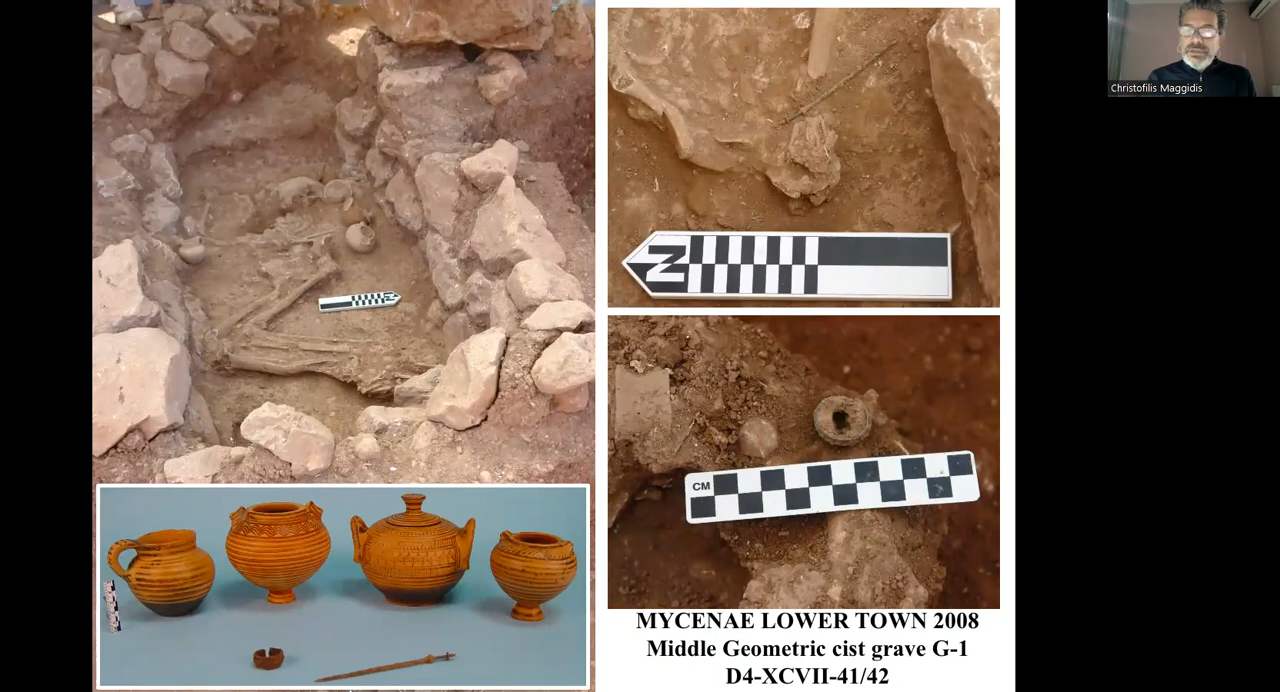 Christofilis Maggidis
N
N
CM
MYCENAE LOWER TOWN 2008
Middle Geometric cist grave G-1
D4-XCVII-41/42